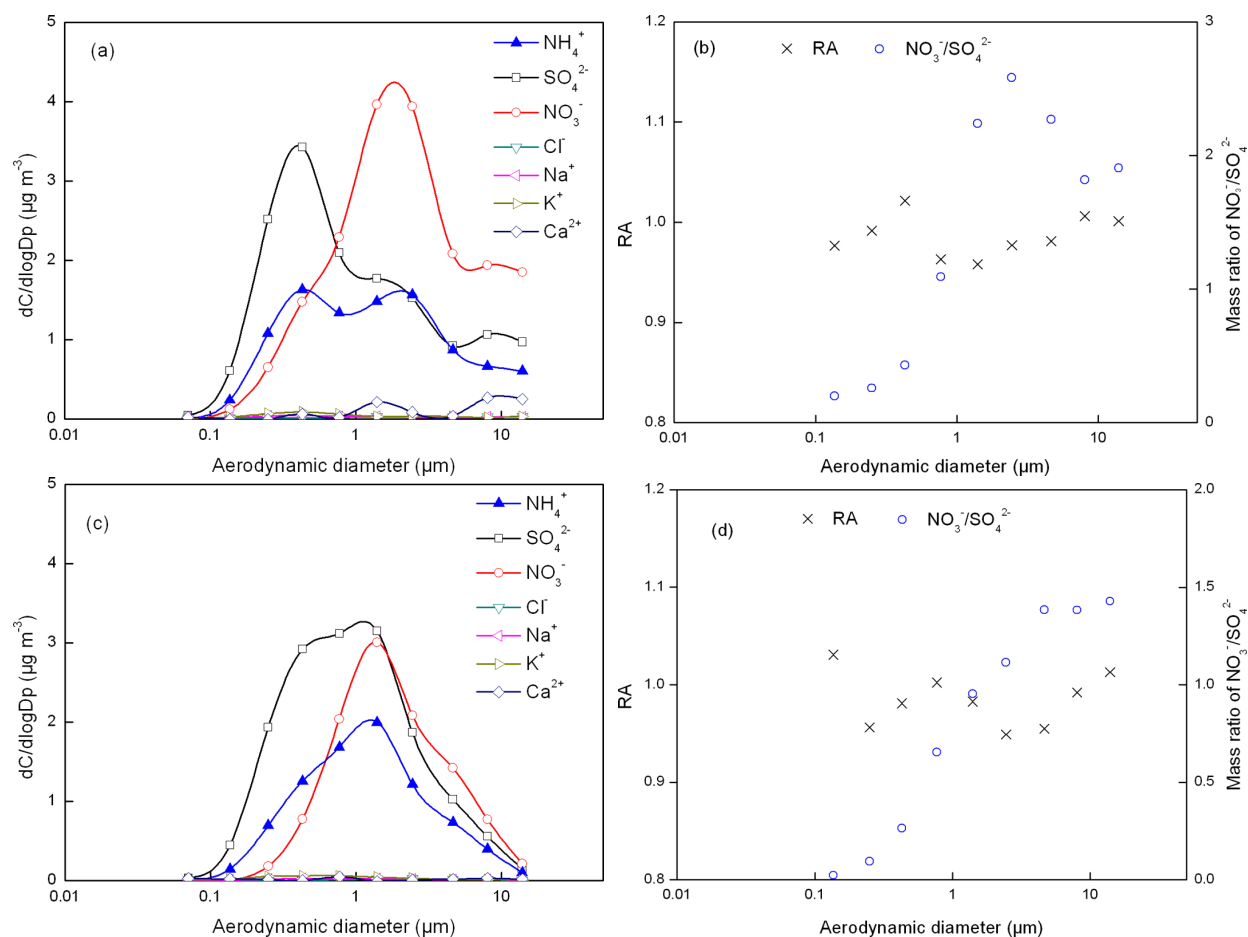 (a)
NH₄⁺
SO₄²⁻
NO₃⁻
Cl⁻
Na⁺
K⁺
Ca²⁺
5
4
3
2
1
0
dC/dlogDp (µg m⁻³)
0.01 0.1 1 10
Aerodynamic diameter (µm)
(b)
RA NO₃⁻/SO₄²⁻
1.2
1.1
1.0
0.9
0.8
RA
3
2
1
0
Mass ratio of NO₃⁻/SO₄²⁻
0.01 0.1 1 10
Aerodynamic diameter (µm)
(c)
NH₄⁺
SO₄²⁻
NO₃⁻
Cl⁻
Na⁺
K⁺
Ca²⁺
5
4
3
2
1
0
dC/dlogDp (µg m⁻³)
0.01 0.1 1 10
Aerodynamic diameter (µm)
(d)
RA NO₃⁻/SO₄²⁻
1.2
1.1
1.0
0.9
0.8
RA
2.0
1.5
1.0
0.5
0.0
Mass ratio of NO₃⁻/SO₄²⁻
0.01 0.1 1 10
Aerodynamic diameter (µm)